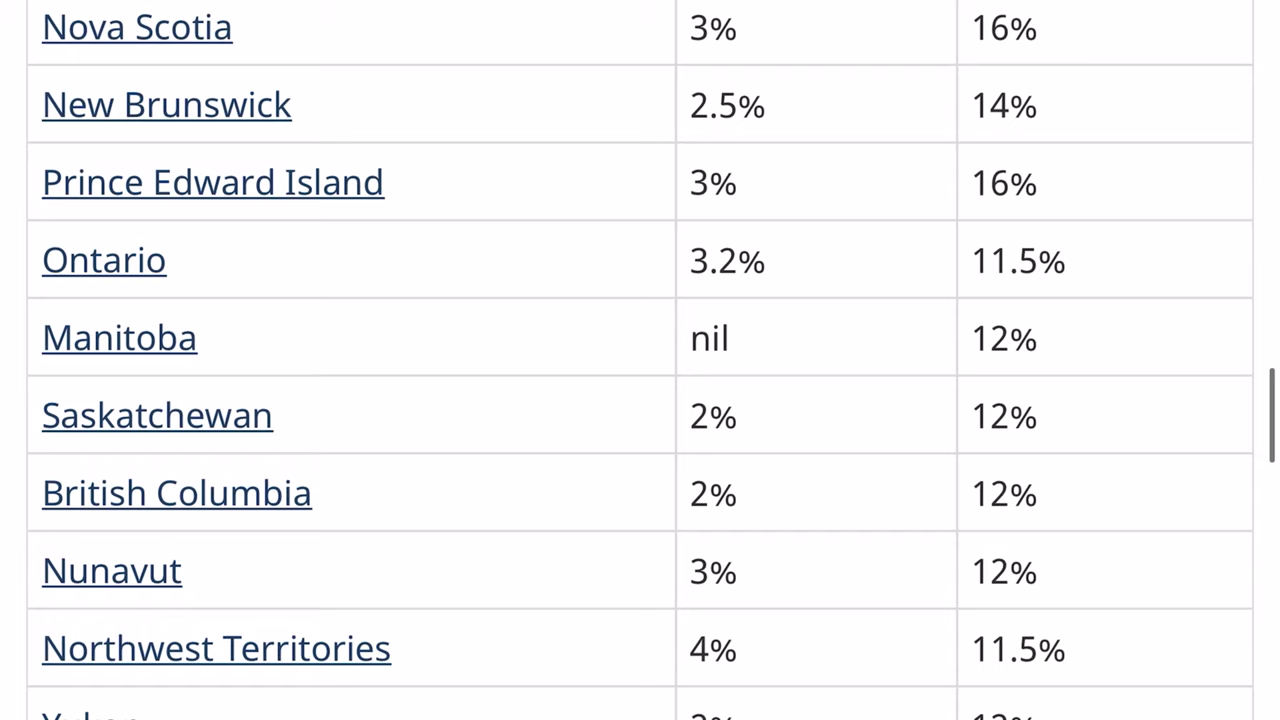 Nova Scotia 3% 16%
New Brunswick 2.5% 14%
Prince Edward Island 3% 16%
Ontario 3.2% 11.5%
Manitoba nil 12%
Saskatchewan 2% 12%
British Columbia 2% 12%
Nunavut 3% 12%
Northwest Territories 4% 11.5%